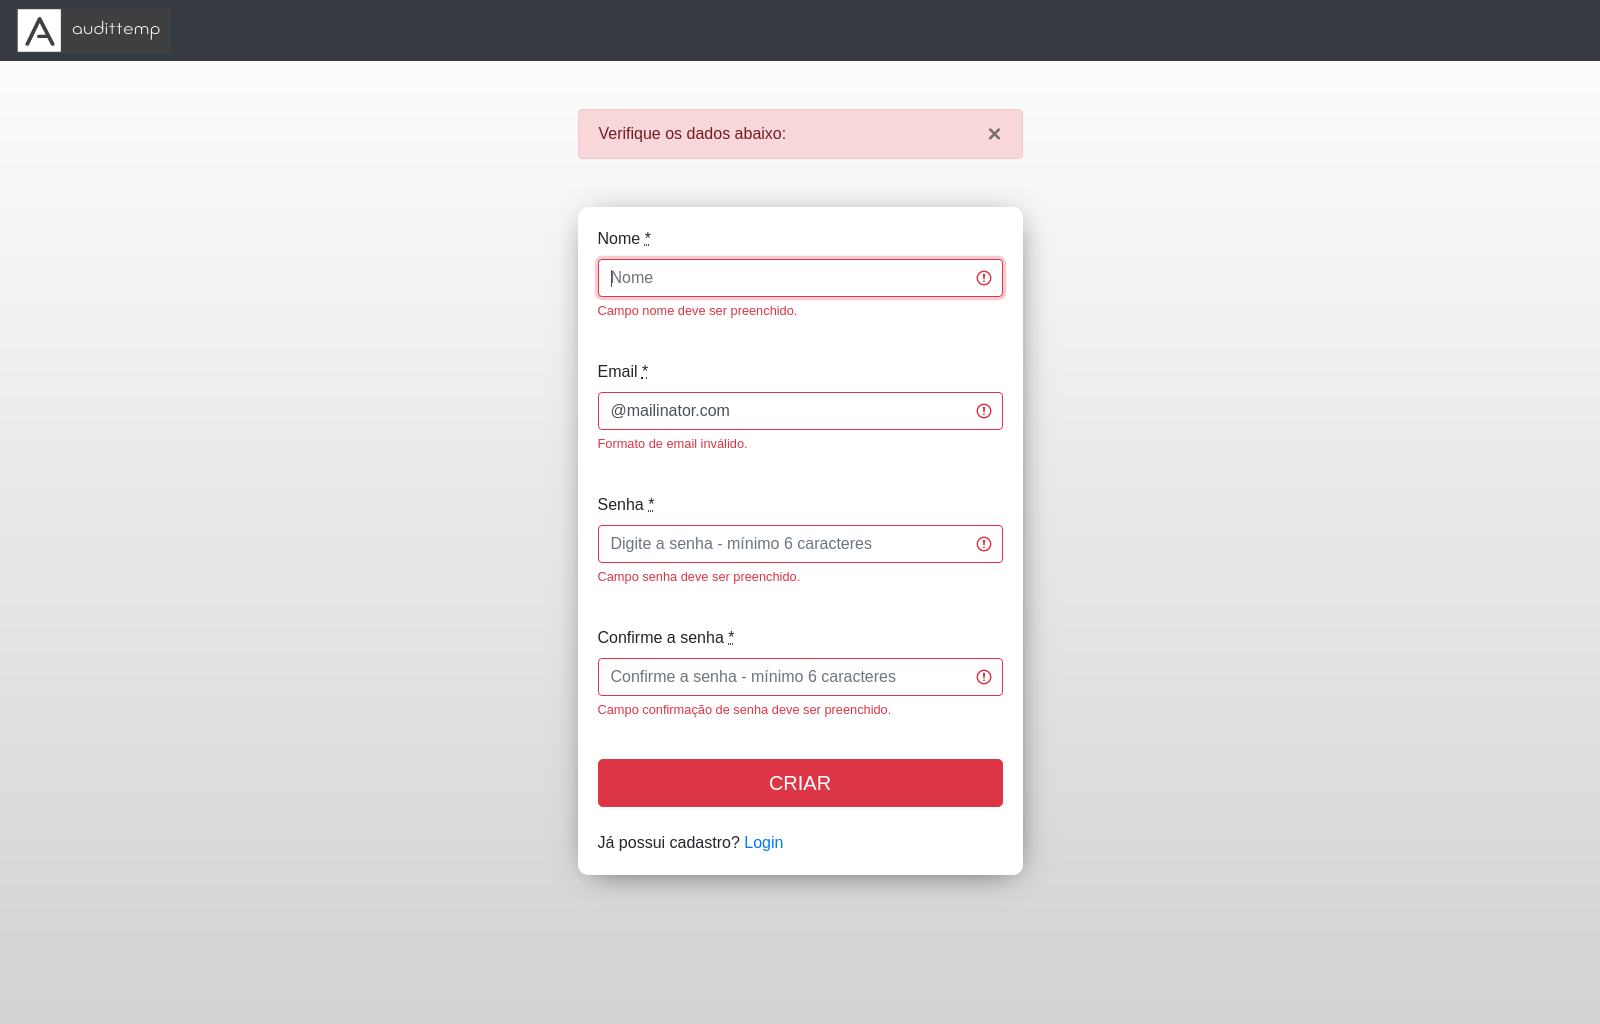 A audittemp
Verifique os dados abaixo: ×
Nome *
Nome
Campo nome deve ser preenchido.
Email *
@mailinator.com
Formato de email inválido.
Senha *
Digite a senha - mínimo 6 caracteres
Campo senha deve ser preenchido.
Confirme a senha *
Confirme a senha - mínimo 6 caracteres
Campo confirmação de senha deve ser preenchido.
CRIAR
Já possui cadastro? Login